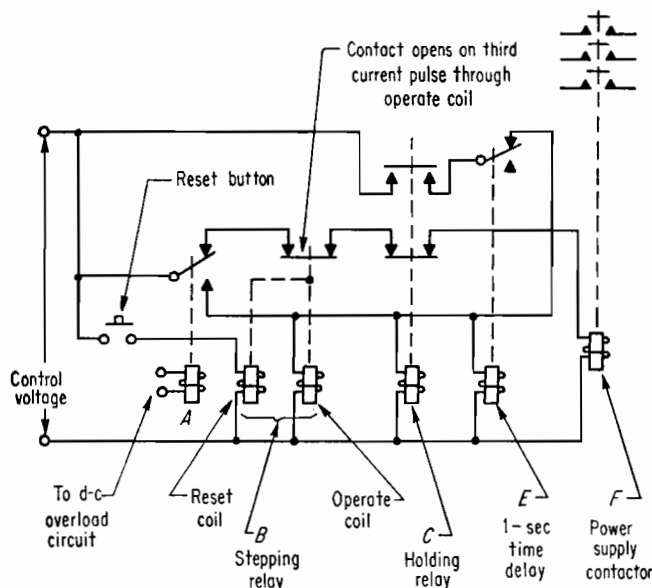 Contact opens on third
current pulse through
operate coil
Reset button
Control
voltage
A
To d-c
overload
circuit
Reset
coil
B
Stepping
relay
Operate
coil
C
Holding
relay
E
1-sec
time
delay
F
Power
supply
contactor